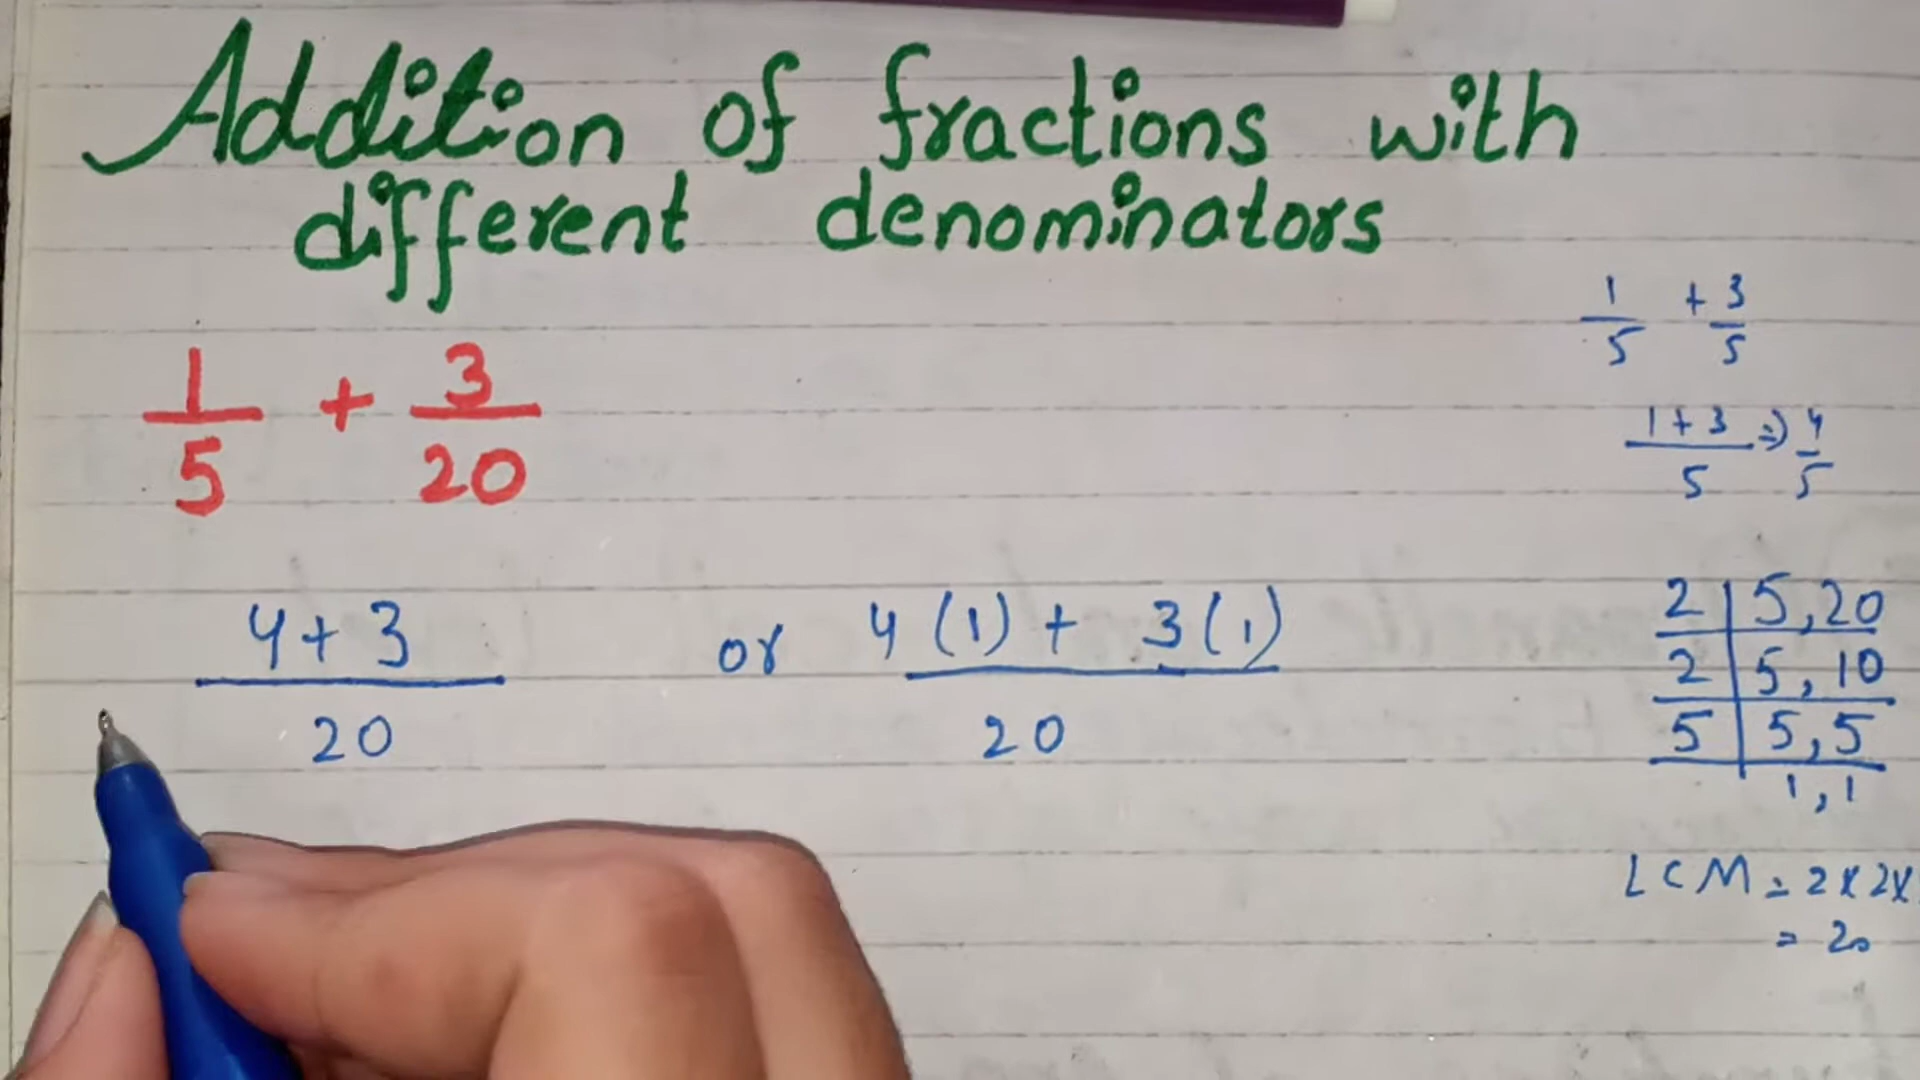 Addition of fractions with
different denominators
1/5 + 3/5
1/5 + 3/20
1+3/5 => 4/5
4+3/20 or 4(1)+ 3(1)/20
2 | 5,20
2 | 5,10
5 | 5,5
1,1
LCM = 2x2x
= 20